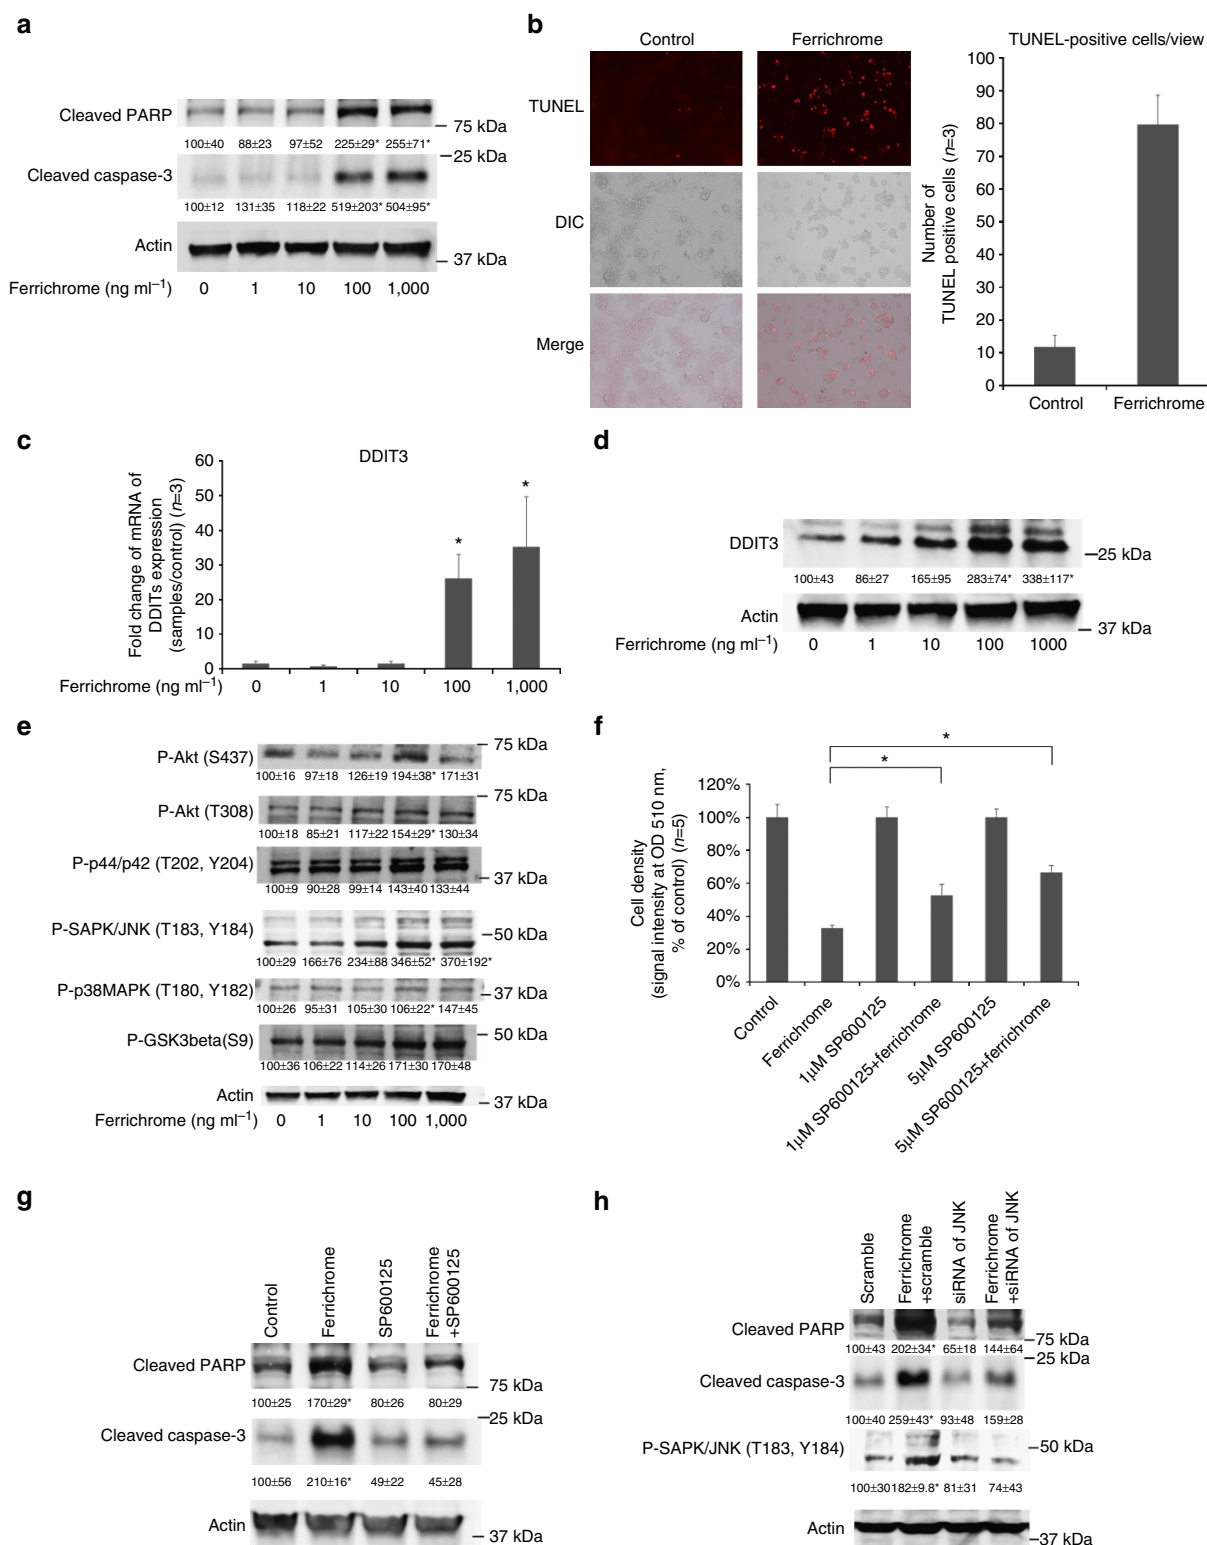 a
Cleaved PARP
75 kDa
100±40 88±23 97±52 225±29* 255±71*
25 kDa
Cleaved caspase-3
100±12 131±35 118±22 519±203* 504±95*
Actin
37 kDa
Ferrichrome (ng ml–1) 0 1 10 100 1,000
b
Control Ferrichrome
TUNEL
DIC
Merge
TUNEL-positive cells/view
Number of
TUNEL positive cells (n=3)
100
90
80
70
60
50
40
30
20
10
0
Control Ferrichrome
c
DDIT3
Fold change of mRNA of
DDITs expression
(samples/control) (n=3)
60
50
40
30
20
10
0
* *
Ferrichrome (ng ml–1) 0 1 10 100 1,000
d
DDIT3
25 kDa
100±43 86±27 165±95 283±74* 338±117*
Actin
37 kDa
Ferrichrome (ng ml–1) 0 1 10 100 1000
e
75 kDa
P-Akt (S437)
100±16 97±18 126±19 194±38* 171±31
75 kDa
P-Akt (T308)
100±18 85±21 117±22 154±29* 130±34
P-p44/p42 (T202, Y204)
37 kDa
100±9 90±28 99±14 143±40 133±44
P-SAPK/JNK (T183, Y184)
50 kDa
100±29 166±76 234±88 346±52* 370±192*
P-p38MAPK (T180, Y182)
37 kDa
100±26 95±31 105±30 106±22* 147±45
P-GSK3beta(S9)
50 kDa
100±36 106±22 114±26 171±30 170±48
Actin
37 kDa
Ferrichrome (ng ml–1) 0 1 10 100 1,000
f
Cell density
(signal intensity at OD 510 nm,
% of control) (n=5)
120%
100%
80%
60%
40%
20%
0%
*
*
Control
Ferrichrome
1µM SP600125
1µM SP600125+ferrichrome
5µM SP600125
5µM SP600125+ferrichrome
g
Control
Ferrichrome
SP600125
Ferrichrome
+SP600125
Cleaved PARP
75 kDa
100±25 170±29* 80±26 80±29
25 kDa
Cleaved caspase-3
100±56 210±16* 49±22 45±28
Actin
37 kDa
h
Scramble
Ferrichrome
+scramble
siRNA of JNK
Ferrichrome
+siRNA of JNK
Cleaved PARP
75 kDa
100±43 202±34* 65±18 144±64
25 kDa
Cleaved caspase-3
100±40 259±43* 93±48 159±28
P-SAPK/JNK (T183, Y184)
50 kDa
100±30 182±9.8* 81±31 74±43
Actin
37 kDa